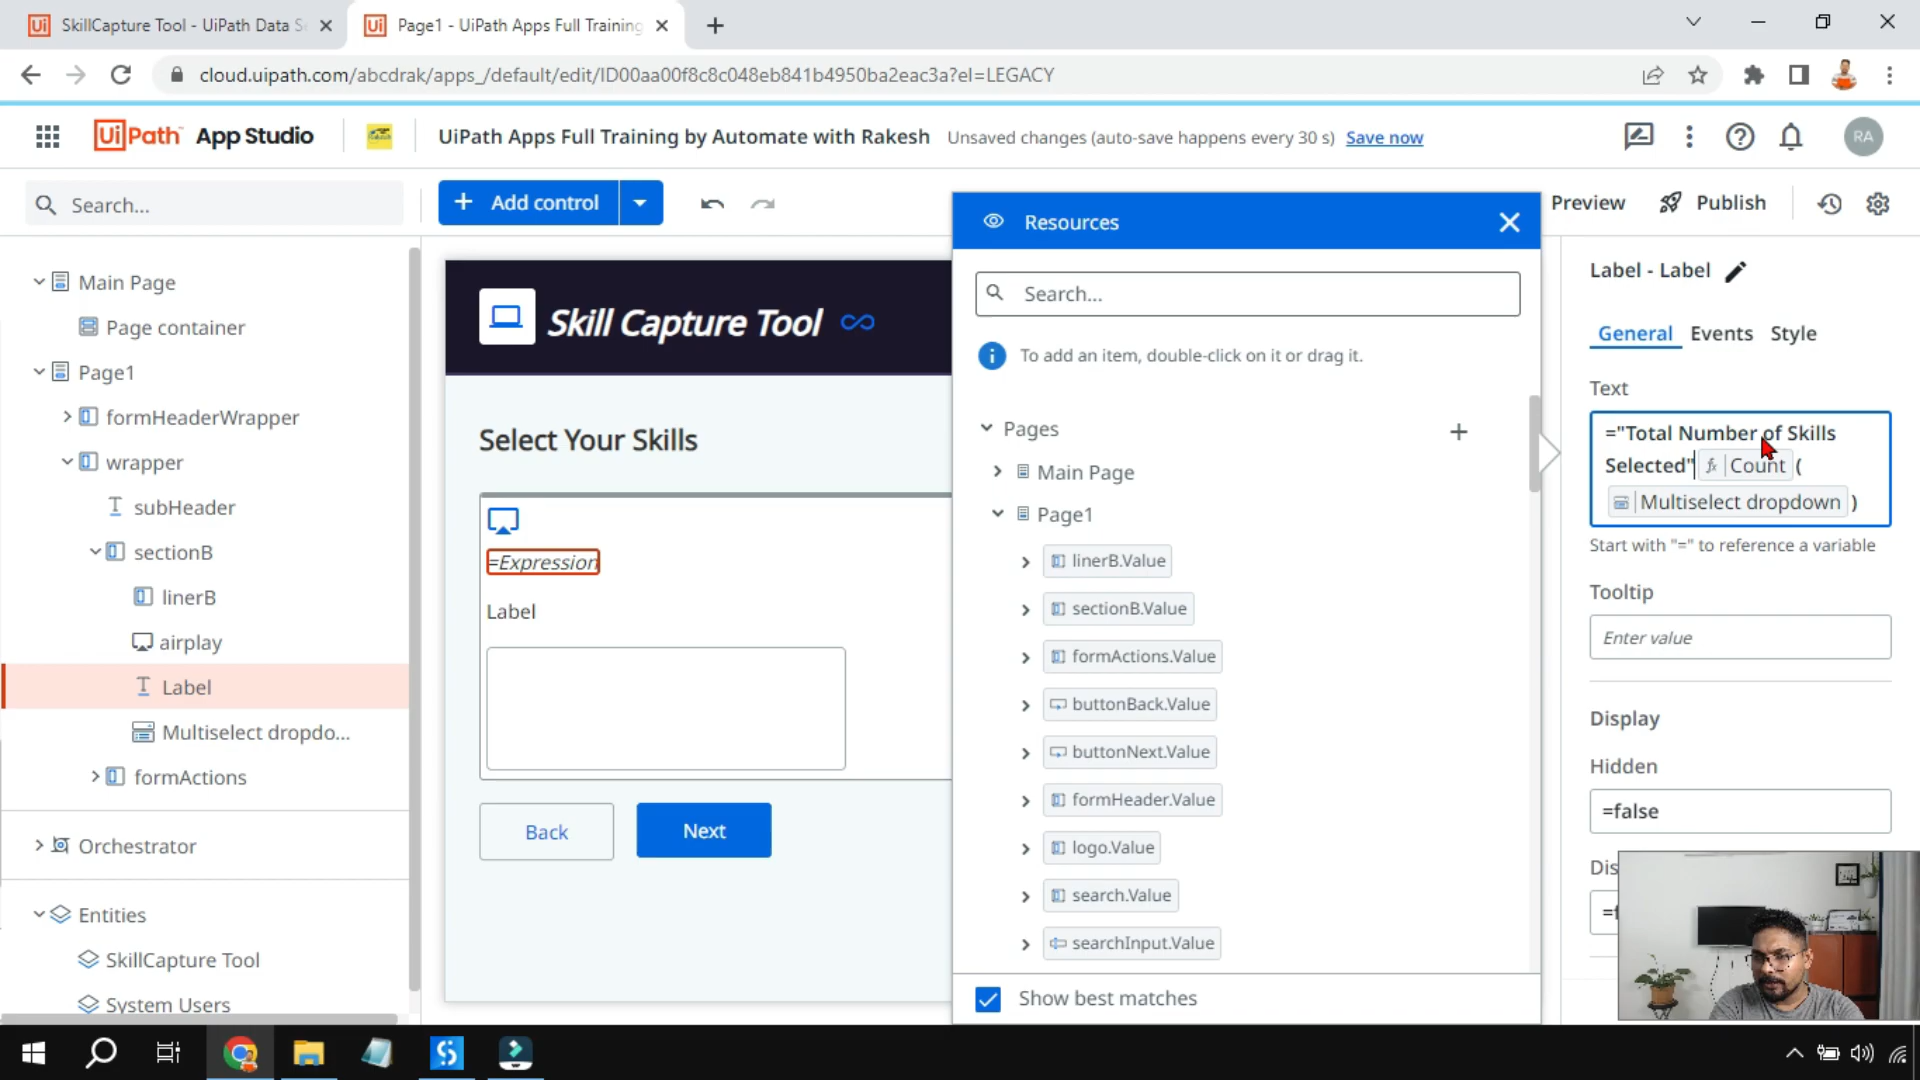 SkillCapture Tool - UiPath Data S
Page1 - UiPath Apps Full Training
cloud.uipath.com/abcdrak/apps_/default/edit/ID00aa00f8c8c048eb841b4950ba2eac3a?el=LEGACY
UiPath App Studio
UiPath Apps Full Training by Automate with Rakesh
Unsaved changes (auto-save happens every 30 s) Save now
RA
Search...
Add control
Preview
Publish
Main Page
Page container
Page1
formHeaderWrapper
wrapper
subHeader
sectionB
linerB
airplay
Label
Multiselect dropdo...
formActions
Orchestrator
Entities
SkillCapture Tool
System Users
Skill Capture Tool
Select Your Skills
=Expression
Label
Back
Next
Resources
Search...
To add an item, double-click on it or drag it.
Pages
Main Page
Page1
linerB.Value
sectionB.Value
formActions.Value
buttonBack.Value
buttonNext.Value
formHeader.Value
logo.Value
search.Value
searchInput.Value
Show best matches
Label - Label
General Events Style
Text
="Total Number of Skills
Selected" fx Count (
Multiselect dropdown )
Start with "=" to reference a variable
Tooltip
Enter value
Display
Hidden
=false
Dis
=f